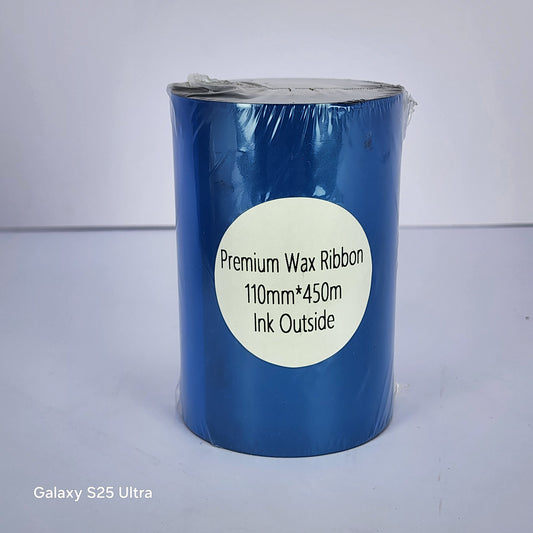 Premium Wax Ribbon
110mm*450m
Ink Outside
Galaxy S25 Ultra